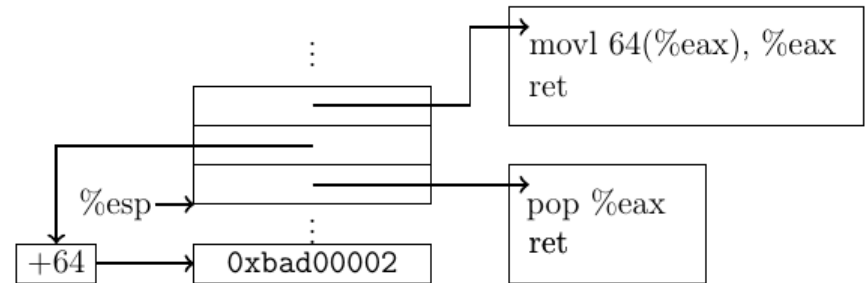 movl 64(%eax), %eax
ret
%esp
pop %eax
ret
+64
0xbad00002